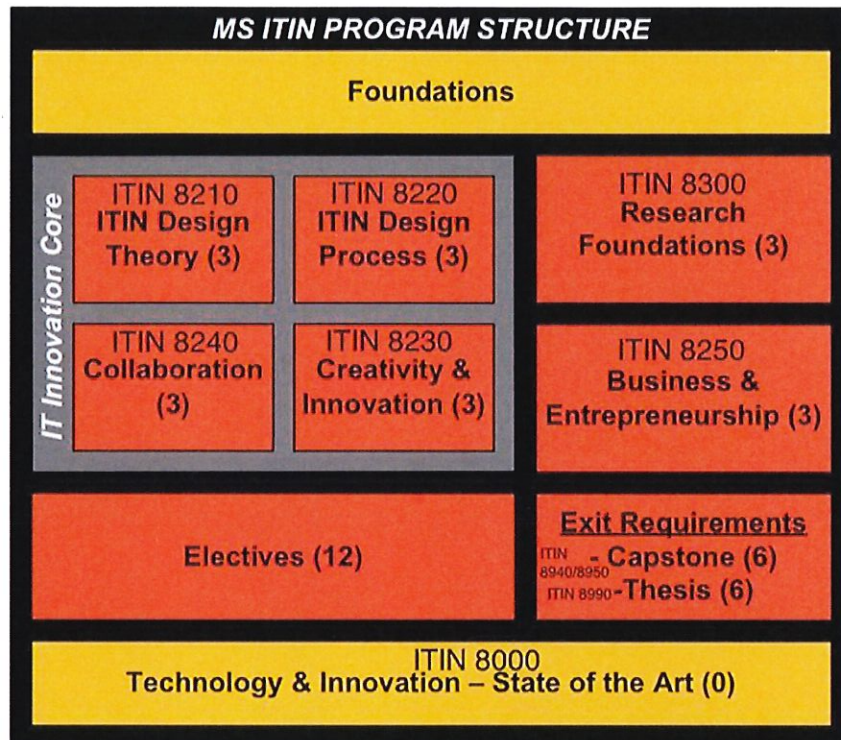 MS ITIN PROGRAM STRUCTURE
Foundations
IT Innovation Core
ITIN 8210
ITIN Design
Theory (3)
ITIN 8220
ITIN Design
Process (3)
ITIN 8240
Collaboration
(3)
ITIN 8230
Creativity &
Innovation (3)
ITIN 8300
Research
Foundations (3)
ITIN 8250
Business &
Entrepreneurship (3)
Electives (12)
Exit Requirements
ITIN
8940/8950 - Capstone (6)
ITIN 8990 -Thesis (6)
ITIN 8000
Technology & Innovation – State of the Art (0)